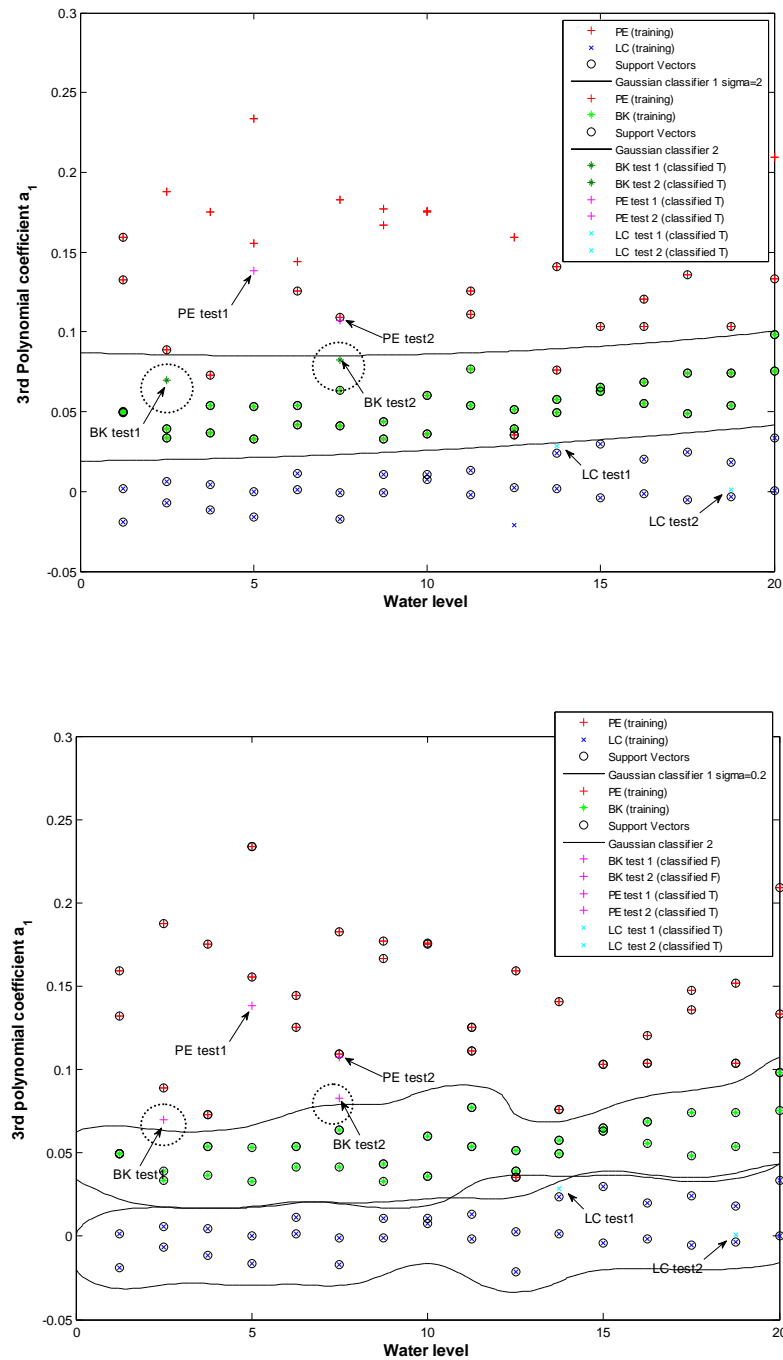 0.3
0.25
0.2
0.15
0.1
0.05
0
-0.05
0
5
10
15
20
3rd Polynomial coefficient a1
Water level
PE (training)
LC (training)
Support Vectors
Gaussian classifier 1 sigma=2
PE (training)
BK (training)
Support Vectors
Gaussian classifier 2
BK test 1 (classified T)
BK test 2 (classified T)
PE test 1 (classified T)
PE test 2 (classified T)
LC test 1 (classified T)
LC test 2 (classified T)
PE test1
PE test2
BK test1
BK test2
LC test1
LC test2
0.3
0.25
0.2
0.15
0.1
0.05
0
-0.05
0
5
10
15
20
3rd polynomial coefficient a1
Water level
PE (training)
LC (training)
Support Vectors
Gaussian classifier 1 sigma=0.2
PE (training)
BK (training)
Support Vectors
Gaussian classifier 2
BK test 1 (classified F)
BK test 2 (classified F)
PE test 1 (classified T)
PE test 2 (classified T)
LC test 1 (classified T)
LC test 2 (classified T)
PE test1
PE test2
BK test1
BK test2
LC test1
LC test2